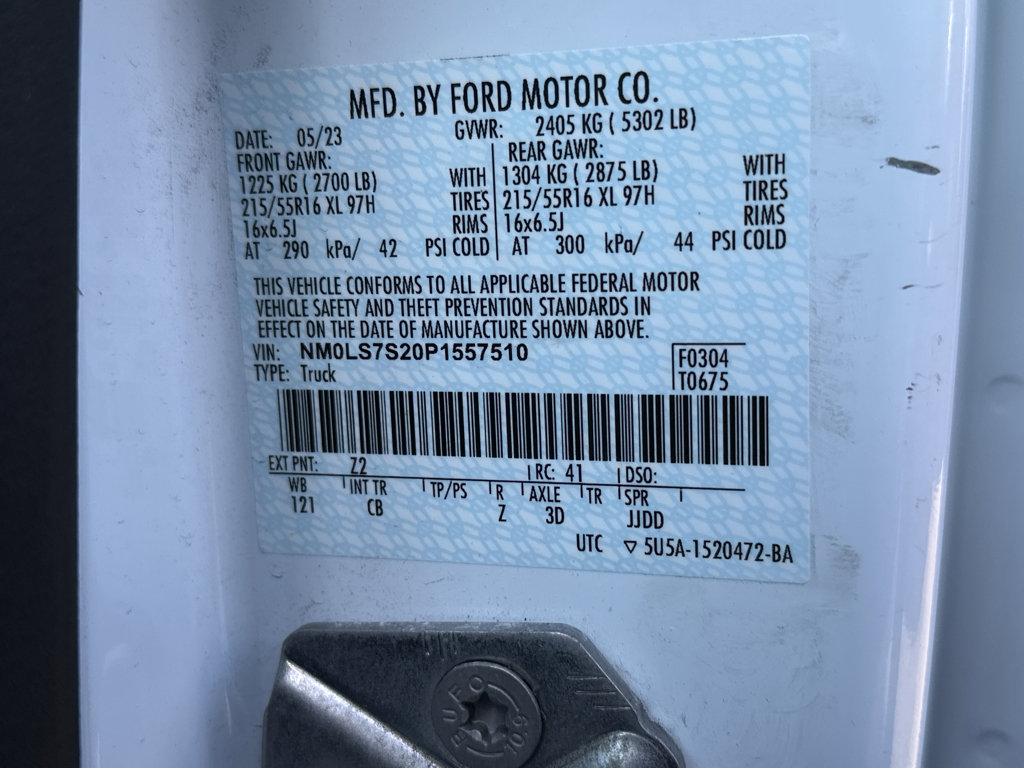 MFD. BY FORD MOTOR CO.
DATE: 05/23 GVWR: 2405 KG ( 5302 LB)
FRONT GAWR: REAR GAWR:
1225 KG ( 2700 LB) WITH 1304 KG ( 2875 LB) WITH
215/55R16 XL 97H TIRES 215/55R16 XL 97H TIRES
16x6.5J RIMS 16x6.5J RIMS
AT 290 kPa/ 42 PSI COLD AT 300 kPa/ 44 PSI COLD
THIS VEHICLE CONFORMS TO ALL APPLICABLE FEDERAL MOTOR
VEHICLE SAFETY AND THEFT PREVENTION STANDARDS IN
EFFECT ON THE DATE OF MANUFACTURE SHOWN ABOVE.
VIN: NM0LS7S20P1557510 F0304
TYPE: Truck T0675
EXT PNT: Z2 RC: 41 DSO:
WB INT TR TP/PS R AXLE TR SPR
121 CB Z 3D JJDD
UTC ▽ 5U5A-1520472-BA
BUFO
10.9